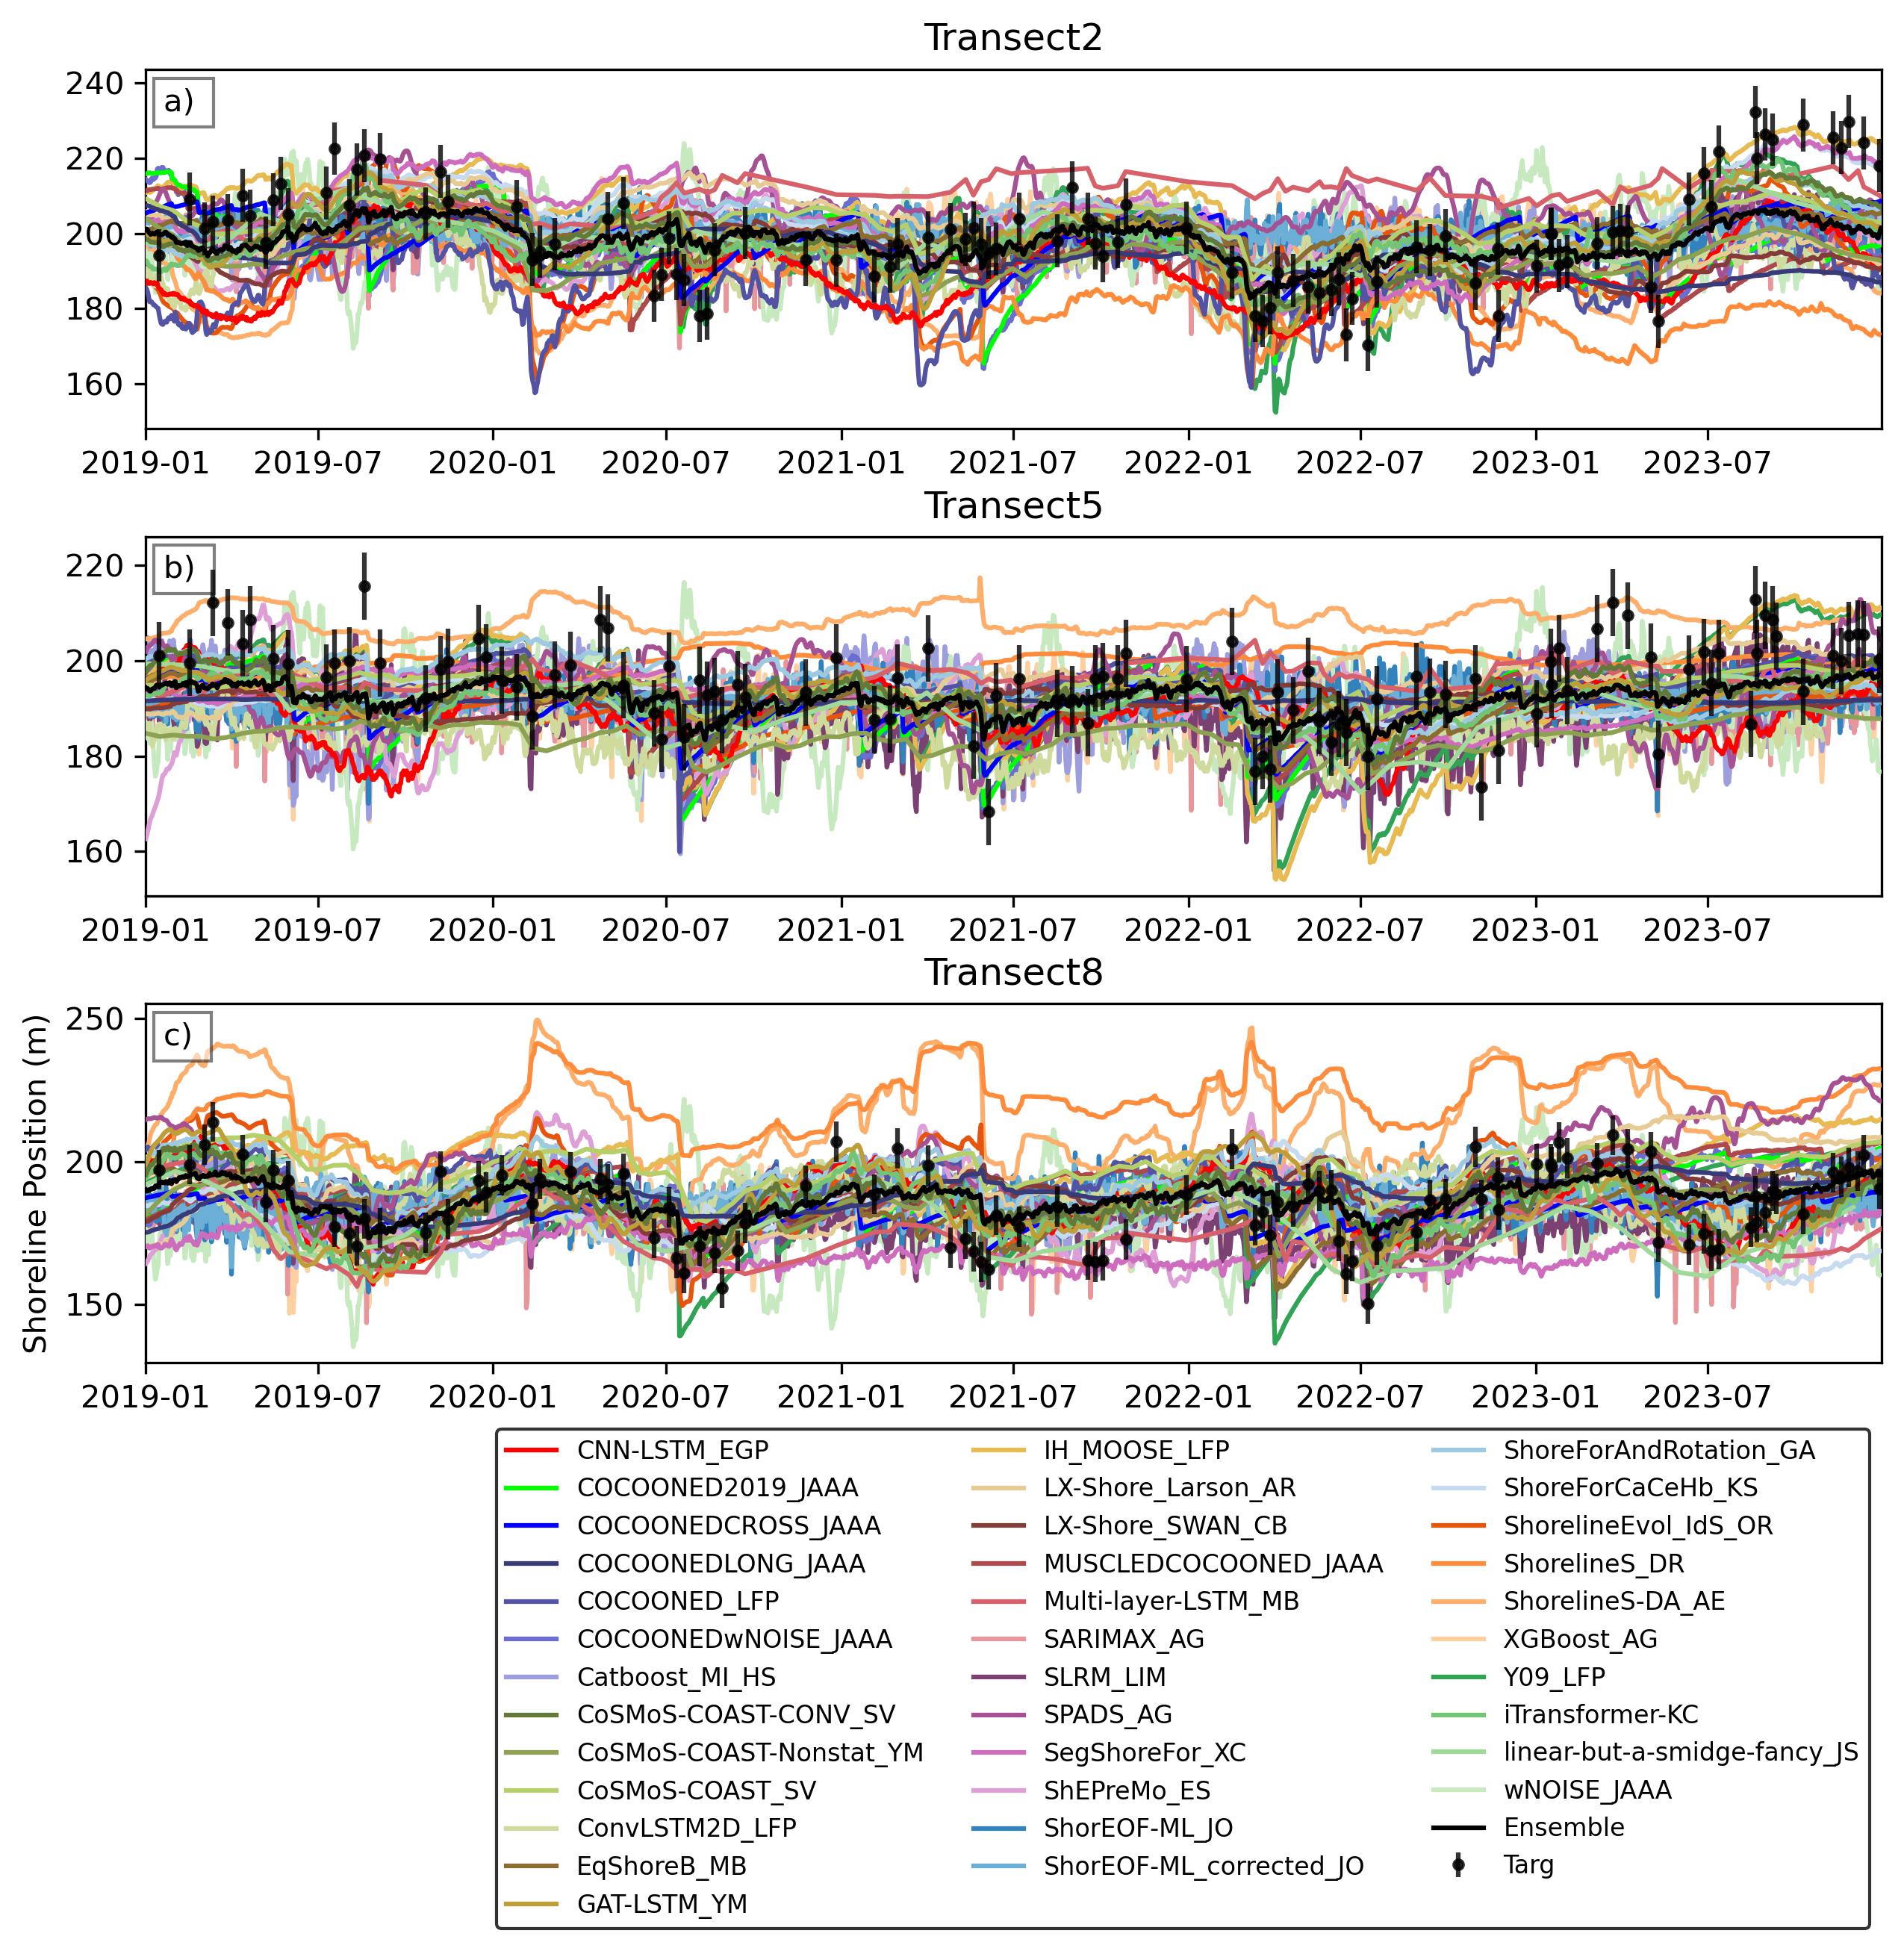 Transect2
a)
240
220
200
180
160
2019-01 2019-07 2020-01 2020-07 2021-01 2021-07 2022-01 2022-07 2023-01 2023-07
Transect5
b)
220
200
180
160
2019-01 2019-07 2020-01 2020-07 2021-01 2021-07 2022-01 2022-07 2023-01 2023-07
Transect8
c)
Shoreline Position (m)
250
200
150
2019-01 2019-07 2020-01 2020-07 2021-01 2021-07 2022-01 2022-07 2023-01 2023-07
CNN-LSTM_EGP
COCOONED2019_JAAA
COCOONEDCROSS_JAAA
COCOONEDLONG_JAAA
COCOONED_LFP
COCOONEDwNOISE_JAAA
Catboost_MI_HS
CoSMoS-COAST-CONV_SV
CoSMoS-COAST-Nonstat_YM
CoSMoS-COAST_SV
ConvLSTM2D_LFP
EqShoreB_MB
GAT-LSTM_YM
IH_MOOSE_LFP
LX-Shore_Larson_AR
LX-Shore_SWAN_CB
MUSCLEDCOCOONED_JAAA
Multi-layer-LSTM_MB
SARIMAX_AG
SLRM_LIM
SPADS_AG
SegShoreFor_XC
ShEPreMo_ES
ShorEOF-ML_JO
ShorEOF-ML_corrected_JO
ShoreForAndRotation_GA
ShoreForCaCeHb_KS
ShorelineEvol_IdS_OR
ShorelineS_DR
ShorelineS-DA_AE
XGBoost_AG
Y09_LFP
iTransformer-KC
linear-but-a-smidge-fancy_JS
wNOISE_JAAA
Ensemble
Targ